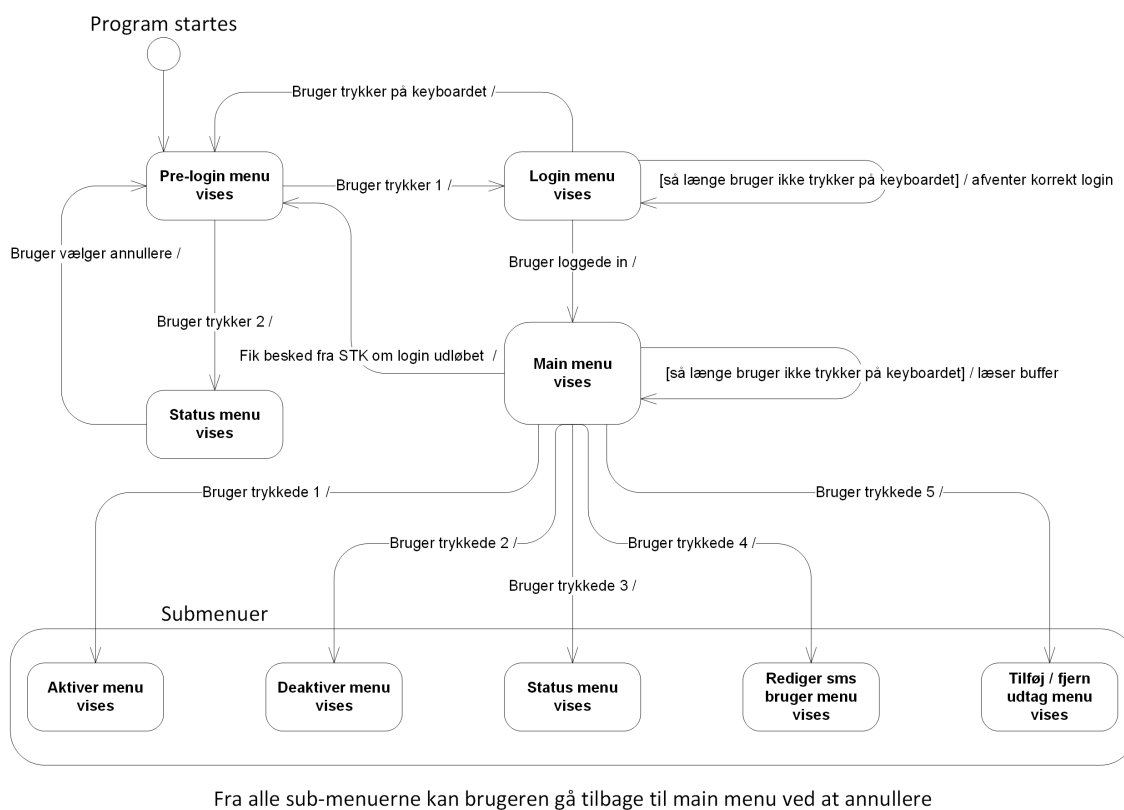 Program startes
Bruger trykker på keyboardet /
Pre-login menu
vises
Bruger trykker 1 /
Login menu
vises
[så længe bruger ikke trykker på keyboardet] / afventer korrekt login
Bruger vælger annullere /
Bruger loggede in /
Bruger trykker 2 /
Fik besked fra STK om login udløbet /
Main menu
vises
[så længe bruger ikke trykker på keyboardet] / læser buffer
Status menu
vises
Bruger trykkede 1 /
Bruger trykkede 5 /
Bruger trykkede 2 /
Bruger trykkede 4 /
Bruger trykkede 3 /
Submenuer
Aktiver menu
vises
Deaktiver menu
vises
Status menu
vises
Rediger sms
bruger menu
vises
Tilføj / fjern
udtag menu
vises
Fra alle sub-menuerne kan brugeren gå tilbage til main menu ved at annullere